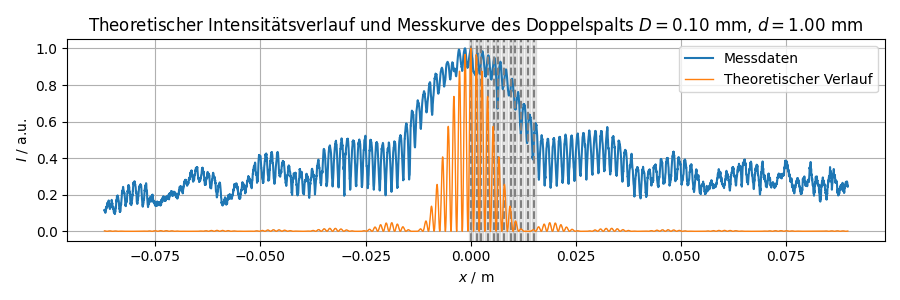 Theoretischer Intensitätsverlauf und Messkurve des Doppelspalts D = 0.10 mm, d = 1.00 mm
1.0
0.8
0.6
0.4
0.2
0.0
I / a.u.
Messdaten
Theoretischer Verlauf
−0.075
−0.050
−0.025
0.000
0.025
0.050
0.075
x / m